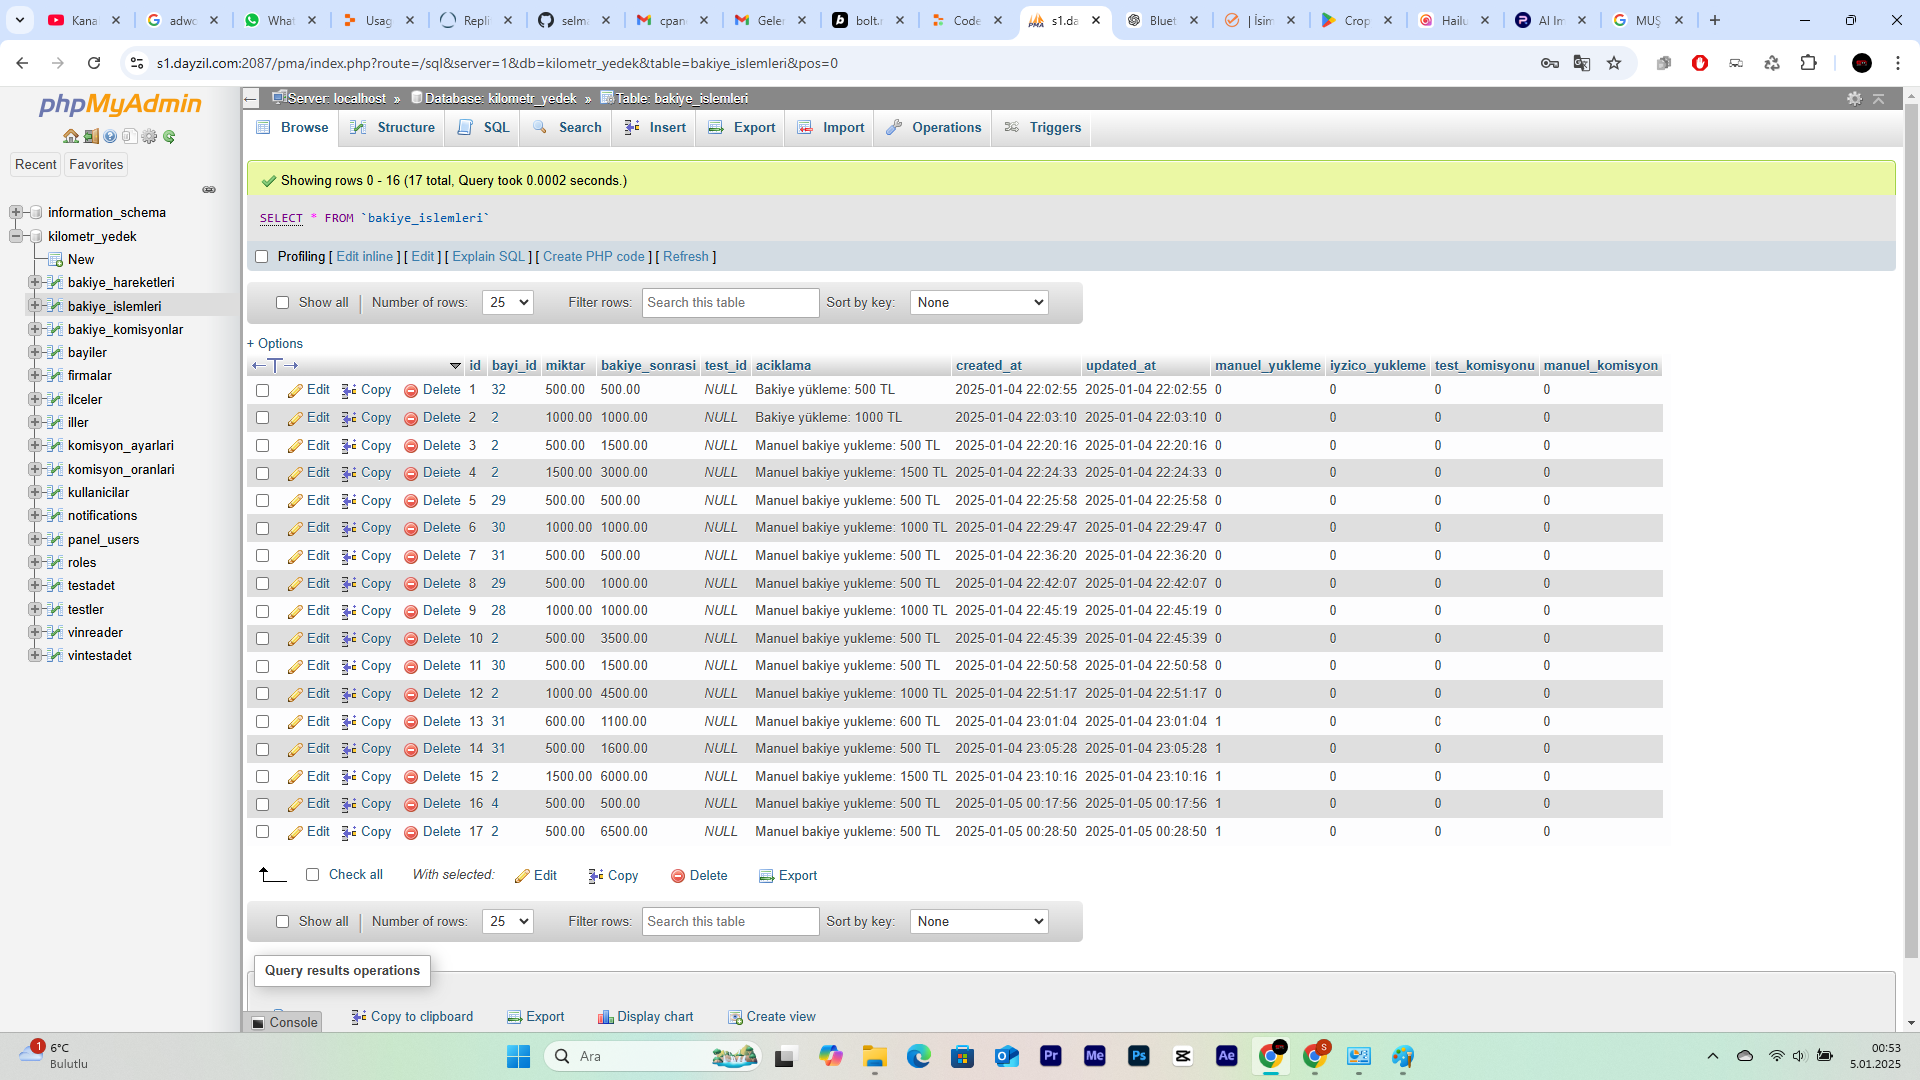 Kana
adwo
What
Usag
Repli
selma
cpan
Gelen
bolt.n
Code
s1.da
Bluet
| İsim
Crop
Hailu
AI Im
MUŞ
s1.dayzil.com:2087/pma/index.php?route=/sql&server=1&db=kilometr_yedek&table=bakiye_islemleri&pos=0
phpMyAdmin
Recent Favorites
information_schema
kilometr_yedek
New
bakiye_hareketleri
bakiye_islemleri
bakiye_komisyonlar
bayiler
firmalar
ilceler
iller
komisyon_ayarlari
komisyon_oranlari
kullanicilar
notifications
panel_users
roles
testadet
testler
vinreader
vintestadet
Server: localhost » Database: kilometr_yedek » Table: bakiye_islemleri
Browse Structure SQL Search Insert Export Import Operations Triggers
Showing rows 0 - 16 (17 total, Query took 0.0002 seconds.)
SELECT * FROM `bakiye_islemleri`
Profiling [ Edit inline ] [ Edit ] [ Explain SQL ] [ Create PHP code ] [ Refresh ]
Show all | Number of rows: 25 Filter rows: Search this table Sort by key: None
+ Options
id bayi_id miktar bakiye_sonrasi test_id aciklama created_at updated_at manuel_yukleme iyzico_yukleme test_komisyonu manuel_komisyon
Edit Copy Delete 1 32 500.00 500.00 NULL Bakiye yükleme: 500 TL 2025-01-04 22:02:55 2025-01-04 22:02:55 0 0 0 0
Edit Copy Delete 2 2 1000.00 1000.00 NULL Bakiye yükleme: 1000 TL 2025-01-04 22:03:10 2025-01-04 22:03:10 0 0 0 0
Edit Copy Delete 3 2 500.00 1500.00 NULL Manuel bakiye yukleme: 500 TL 2025-01-04 22:20:16 2025-01-04 22:20:16 0 0 0 0
Edit Copy Delete 4 2 1500.00 3000.00 NULL Manuel bakiye yukleme: 1500 TL 2025-01-04 22:24:33 2025-01-04 22:24:33 0 0 0 0
Edit Copy Delete 5 29 500.00 500.00 NULL Manuel bakiye yukleme: 500 TL 2025-01-04 22:25:58 2025-01-04 22:25:58 0 0 0 0
Edit Copy Delete 6 30 1000.00 1000.00 NULL Manuel bakiye yukleme: 1000 TL 2025-01-04 22:29:47 2025-01-04 22:29:47 0 0 0 0
Edit Copy Delete 7 31 500.00 500.00 NULL Manuel bakiye yukleme: 500 TL 2025-01-04 22:36:20 2025-01-04 22:36:20 0 0 0 0
Edit Copy Delete 8 29 500.00 1000.00 NULL Manuel bakiye yukleme: 500 TL 2025-01-04 22:42:07 2025-01-04 22:42:07 0 0 0 0
Edit Copy Delete 9 28 1000.00 1000.00 NULL Manuel bakiye yukleme: 1000 TL 2025-01-04 22:45:19 2025-01-04 22:45:19 0 0 0 0
Edit Copy Delete 10 2 500.00 3500.00 NULL Manuel bakiye yukleme: 500 TL 2025-01-04 22:45:39 2025-01-04 22:45:39 0 0 0 0
Edit Copy Delete 11 30 500.00 1500.00 NULL Manuel bakiye yukleme: 500 TL 2025-01-04 22:50:58 2025-01-04 22:50:58 0 0 0 0
Edit Copy Delete 12 2 1000.00 4500.00 NULL Manuel bakiye yukleme: 1000 TL 2025-01-04 22:51:17 2025-01-04 22:51:17 0 0 0 0
Edit Copy Delete 13 31 600.00 1100.00 NULL Manuel bakiye yukleme: 600 TL 2025-01-04 23:01:04 2025-01-04 23:01:04 1 0 0 0
Edit Copy Delete 14 31 500.00 1600.00 NULL Manuel bakiye yukleme: 500 TL 2025-01-04 23:05:28 2025-01-04 23:05:28 1 0 0 0
Edit Copy Delete 15 2 1500.00 6000.00 NULL Manuel bakiye yukleme: 1500 TL 2025-01-04 23:10:16 2025-01-04 23:10:16 1 0 0 0
Edit Copy Delete 16 4 500.00 500.00 NULL Manuel bakiye yukleme: 500 TL 2025-01-05 00:17:56 2025-01-05 00:17:56 1 0 0 0
Edit Copy Delete 17 2 500.00 6500.00 NULL Manuel bakiye yukleme: 500 TL 2025-01-05 00:28:50 2025-01-05 00:28:50 1 0 0 0
Check all With selected: Edit Copy Delete Export
Show all | Number of rows: 25 Filter rows: Search this table Sort by key: None
Query results operations
Copy to clipboard Export Display chart Create view
Console
1
6°C
Bulutlu
Ara
Pr
Me
Ps
Ae
S
00:53
5.01.2025